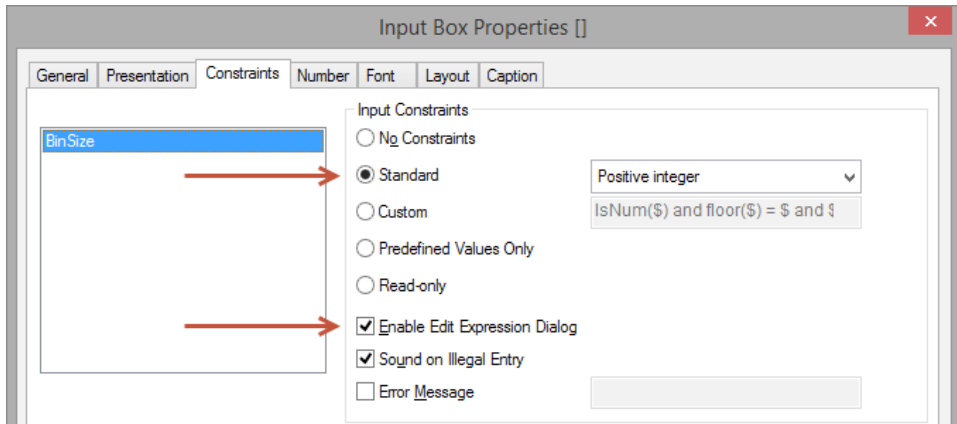 Input Box Properties []
General Presentation Constraints Number Font Layout Caption
Input Constraints
BinSize
No Constraints
Standard Positive integer
Custom IsNum($) and floor($) = $ and $
Predefined Values Only
Read-only
Enable Edit Expression Dialog
Sound on Illegal Entry
Error Message